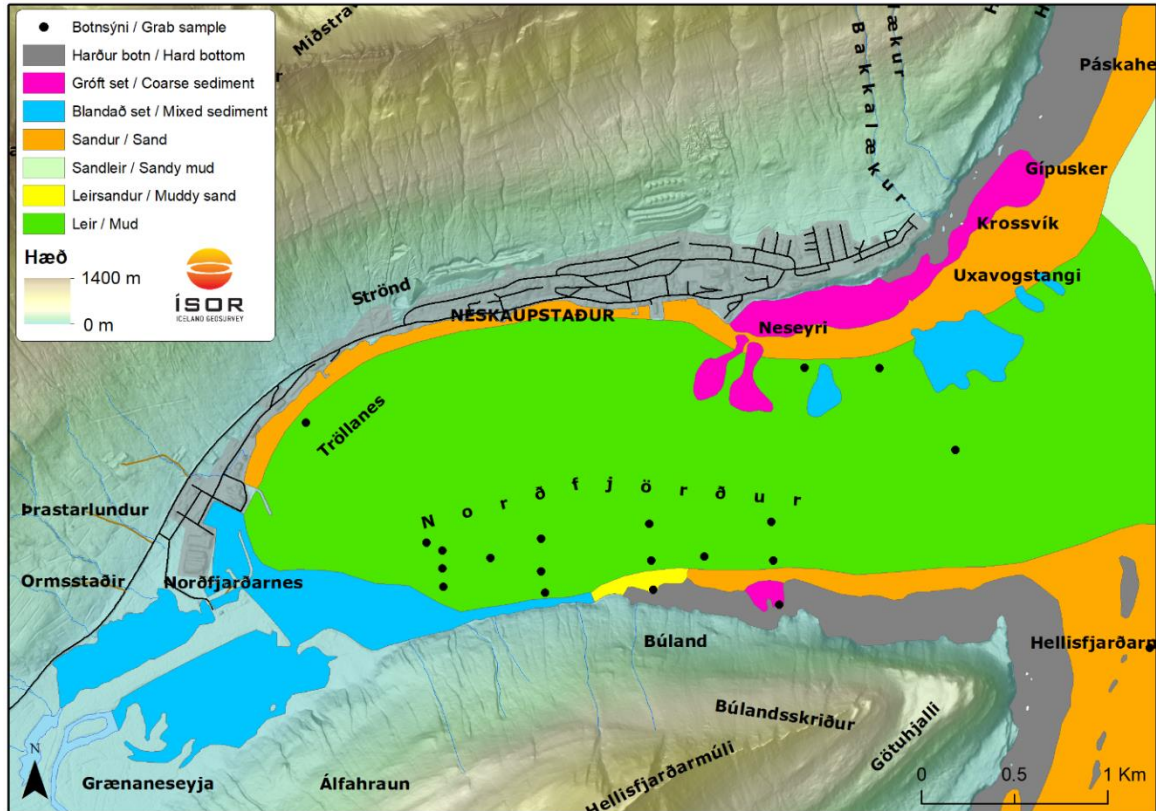 Botnsýni / Grab sample
Harður botn / Hard bottom
Gróft set / Coarse sediment
Blandað set / Mixed sediment
Sandur / Sand
Sandleir / Sandy mud
Leirsandur / Muddy sand
Leir / Mud
Hæð
1400 m
0 m
ÍSOR
ICELAND GEOSURVEY
Bakkalækur
Páskahe
Gípusker
Krossvík
Uxavogstangi
Strönd
NESKAUPSTAÐUR
Neseyri
Tröllanes
Norðfjörður
Þrastarlundur
Ormsstaðir
Norðfjarðarnes
Búland
Hellisfjarðarn
Búlandsskriður
Götuhjalli
Hellisfjarðarmúli
Álfahraun
Grænaneseyja
N
0 0.5 1 Km